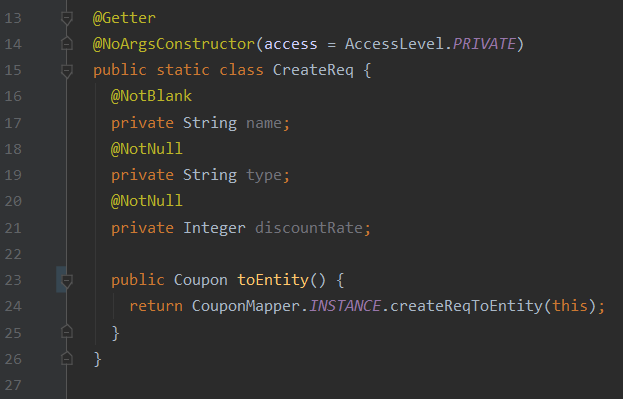 13 @Getter
14 @NoArgsConstructor(access = AccessLevel.PRIVATE)
15 public static class CreateReq {
16 @NotBlank
17 private String name;
18 @NotNull
19 private String type;
20 @NotNull
21 private Integer discountRate;
22
23 public Coupon toEntity() {
24 return CouponMapper.INSTANCE.createReqToEntity(this);
25 }
26 }
27